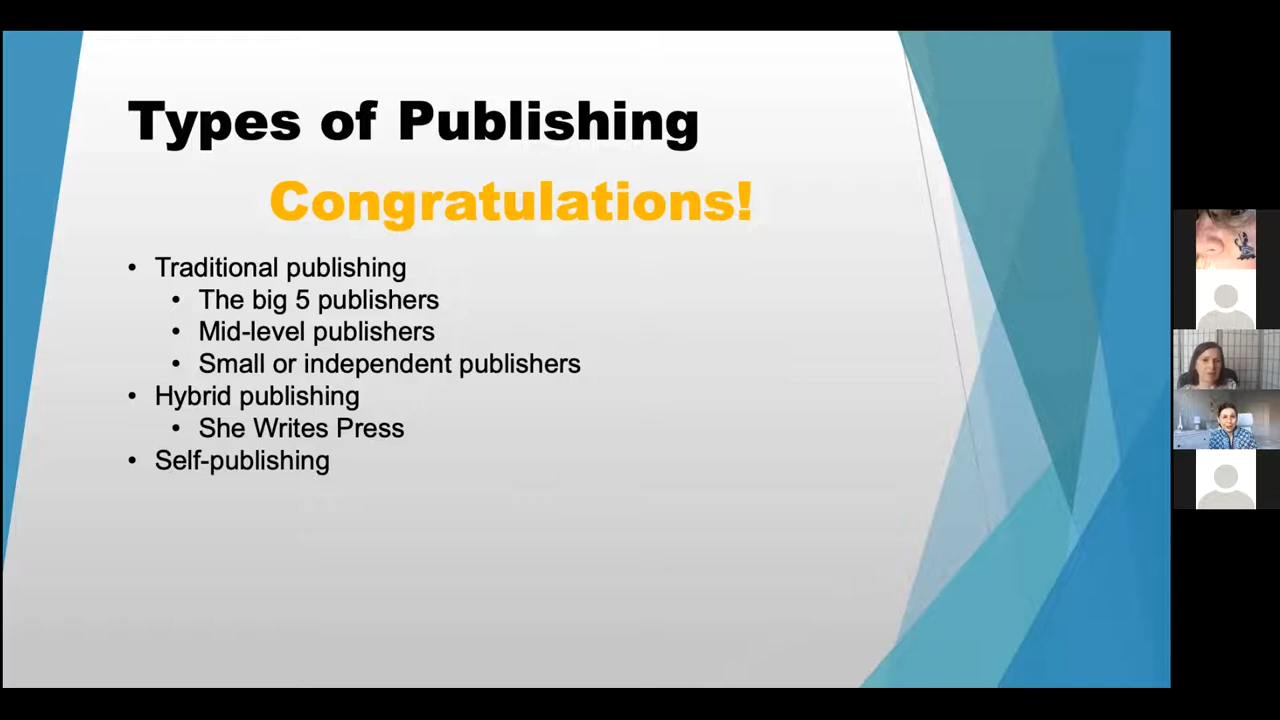 Types of Publishing
Congratulations!
• Traditional publishing
• The big 5 publishers
• Mid-level publishers
• Small or independent publishers
• Hybrid publishing
• She Writes Press
• Self-publishing